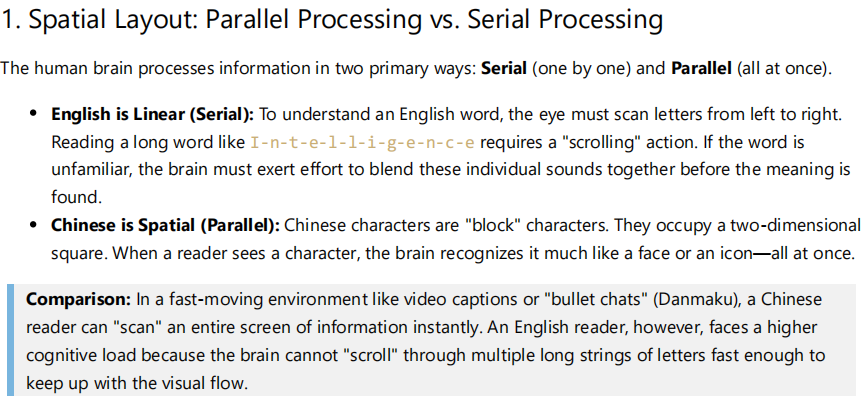 1. Spatial Layout: Parallel Processing vs. Serial Processing
The human brain processes information in two primary ways: Serial (one by one) and Parallel (all at once).
• English is Linear (Serial): To understand an English word, the eye must scan letters from left to right.
Reading a long word like I-n-t-e-l-l-i-g-e-n-c-e requires a "scrolling" action. If the word is
unfamiliar, the brain must exert effort to blend these individual sounds together before the meaning is
found.
• Chinese is Spatial (Parallel): Chinese characters are "block" characters. They occupy a two-dimensional
square. When a reader sees a character, the brain recognizes it much like a face or an icon—all at once.
Comparison: In a fast-moving environment like video captions or "bullet chats" (Danmaku), a Chinese
reader can "scan" an entire screen of information instantly. An English reader, however, faces a higher
cognitive load because the brain cannot "scroll" through multiple long strings of letters fast enough to
keep up with the visual flow.